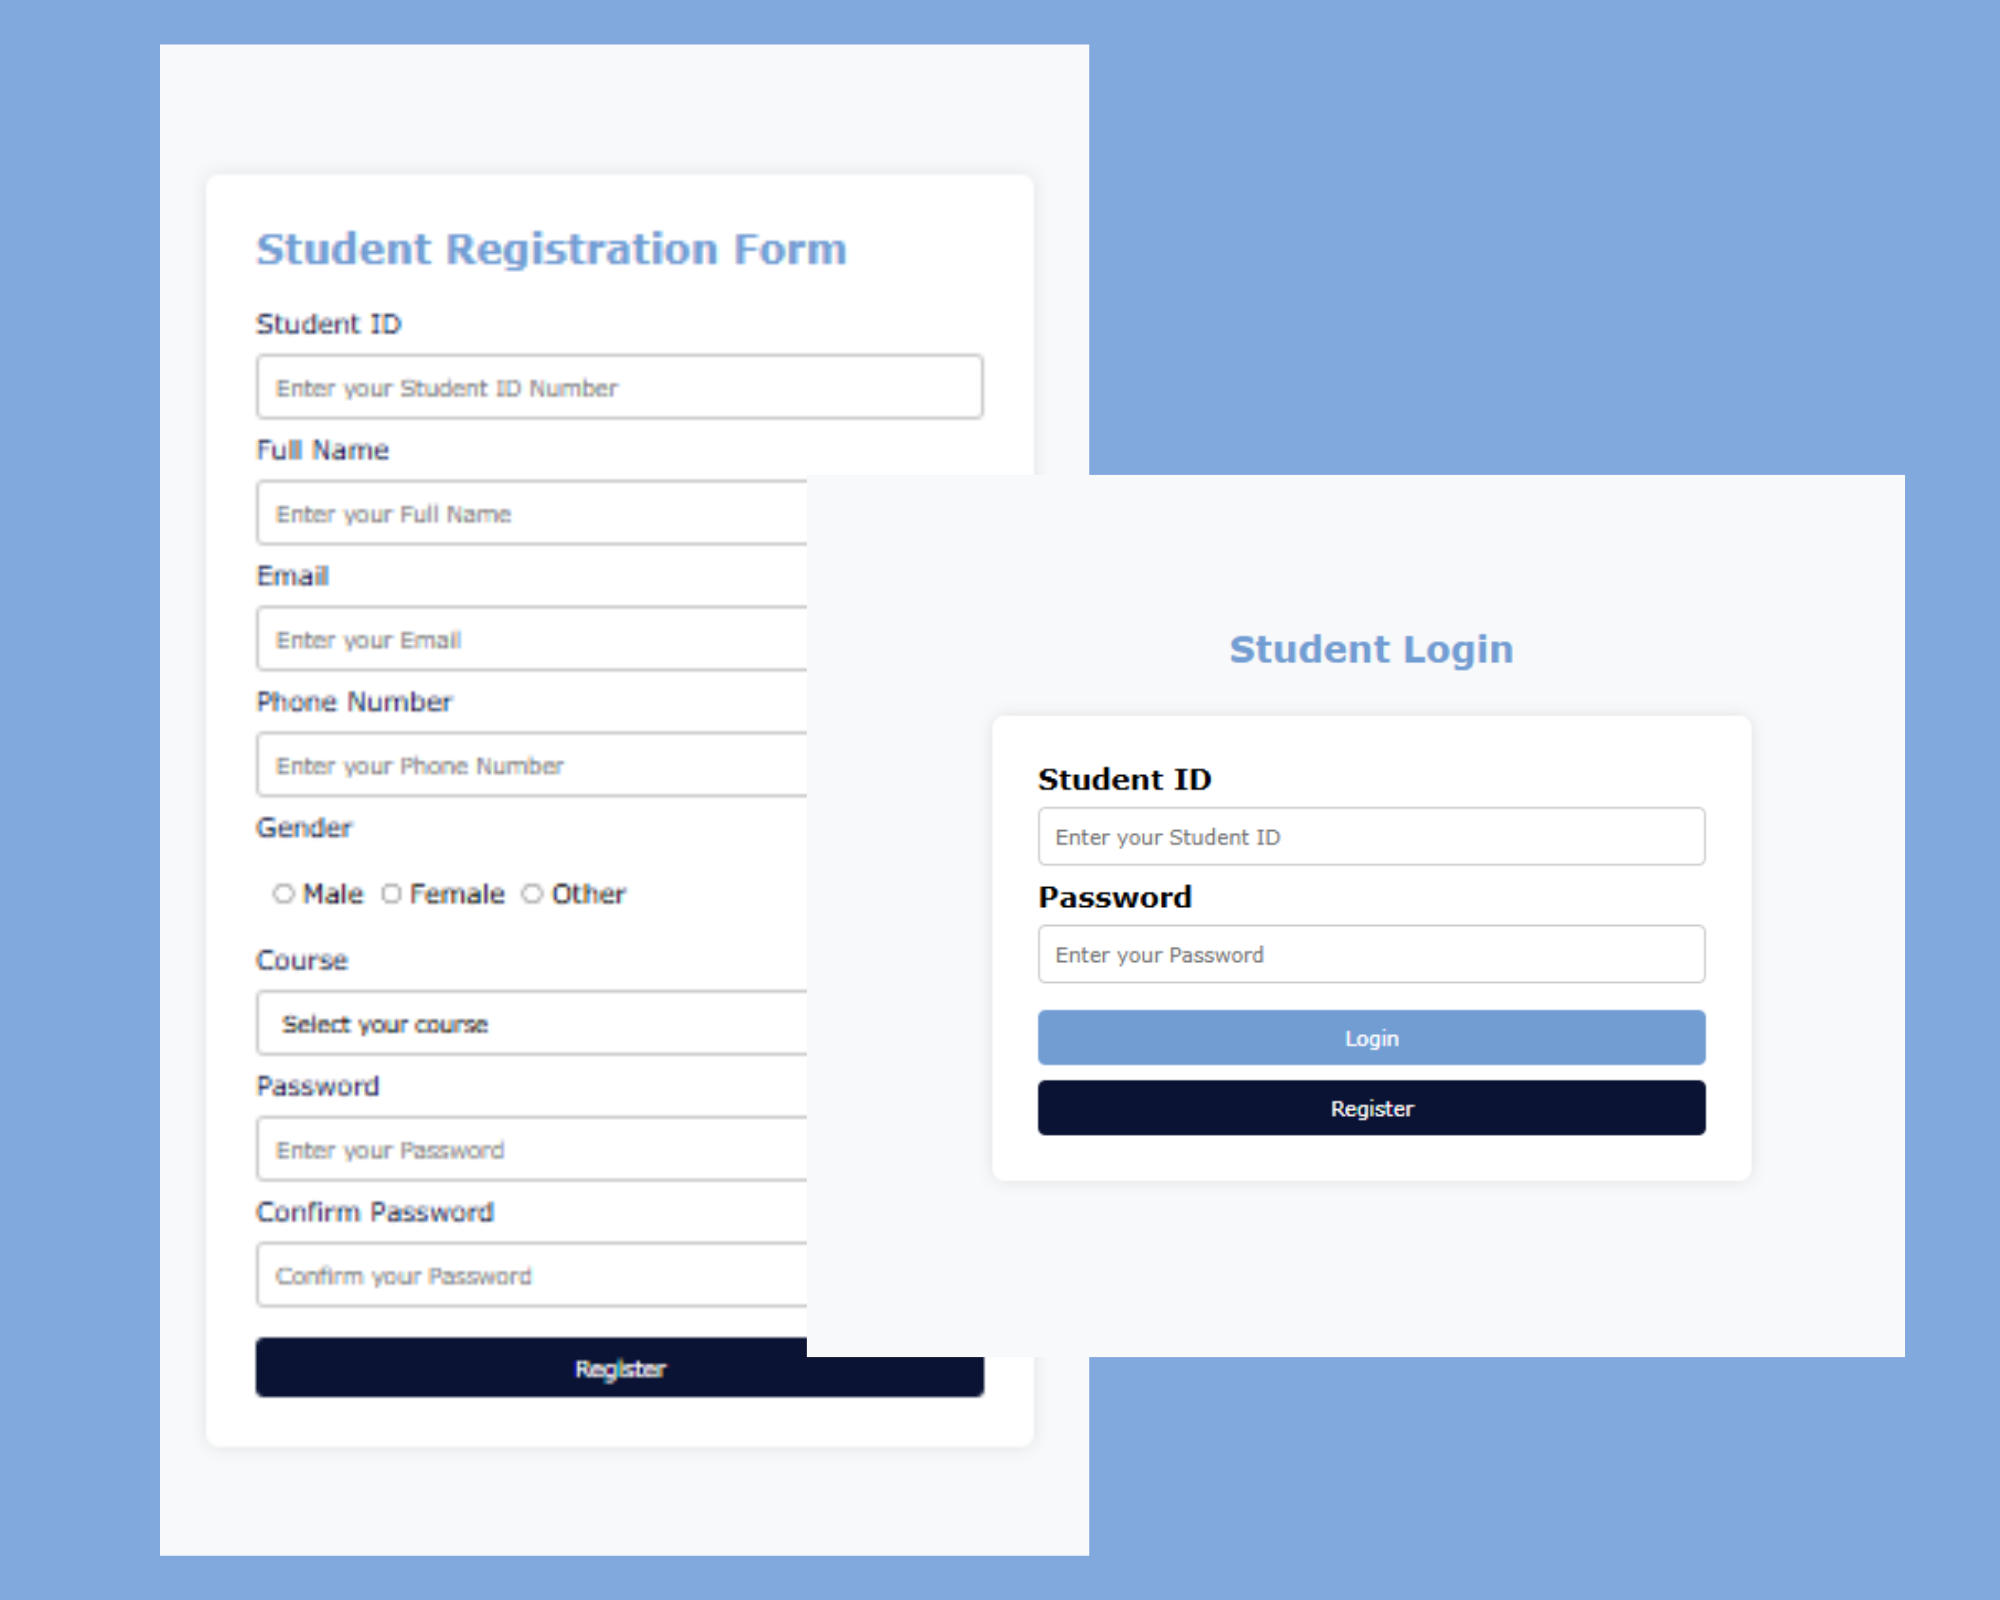 Student Registration Form
Student ID
Enter your Student ID Number
Full Name
Enter your Full Name
Email
Enter your Email
Phone Number
Enter your Phone Number
Gender
Male Female Other
Course
Select your course
Password
Enter your Password
Confirm Password
Confirm your Password
Register
Student Login
Student ID
Enter your Student ID
Password
Enter your Password
Login
Register